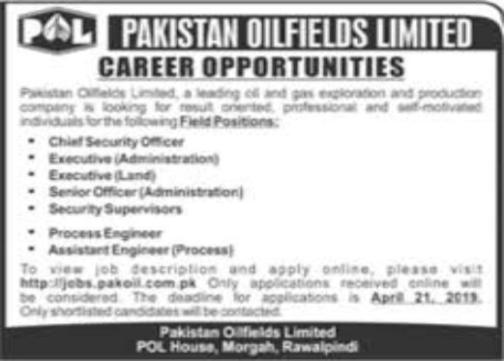 POL PAKISTAN OILFIELDS LIMITED
CAREER OPPORTUNITIES
Pakistan Oilfields Limited, a leading oil and gas exploration and production
company is looking for result oriented, professional and self-motivated
individuals for the following Field Positions:
• Chief Security Officer
• Executive (Administration)
• Executive (Land)
• Senior Officer (Administration)
• Security Supervisors
• Process Engineer
• Assistant Engineer (Process)
To view job description and apply online, please visit
http://jobs.pakoil.com.pk Only applications received online will
be considered. The deadline for applications is April 21, 2019.
Only shortlisted candidates will be contacted.
Pakistan Oilfields Limited
POL House, Morgah, Rawalpindi